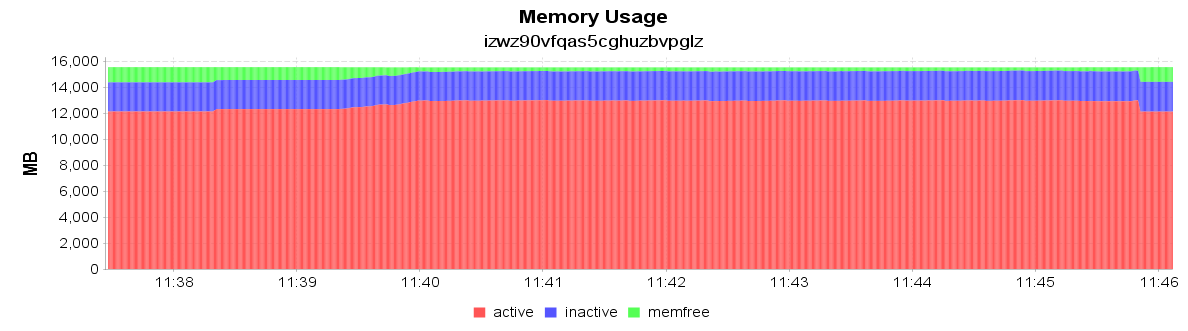 Memory Usage
izwz90vfqas5cghuzbvpglz
MB
16,000
14,000
12,000
10,000
8,000
6,000
4,000
2,000
0
11:38 11:39 11:40 11:41 11:42 11:43 11:44 11:45 11:46
active inactive memfree